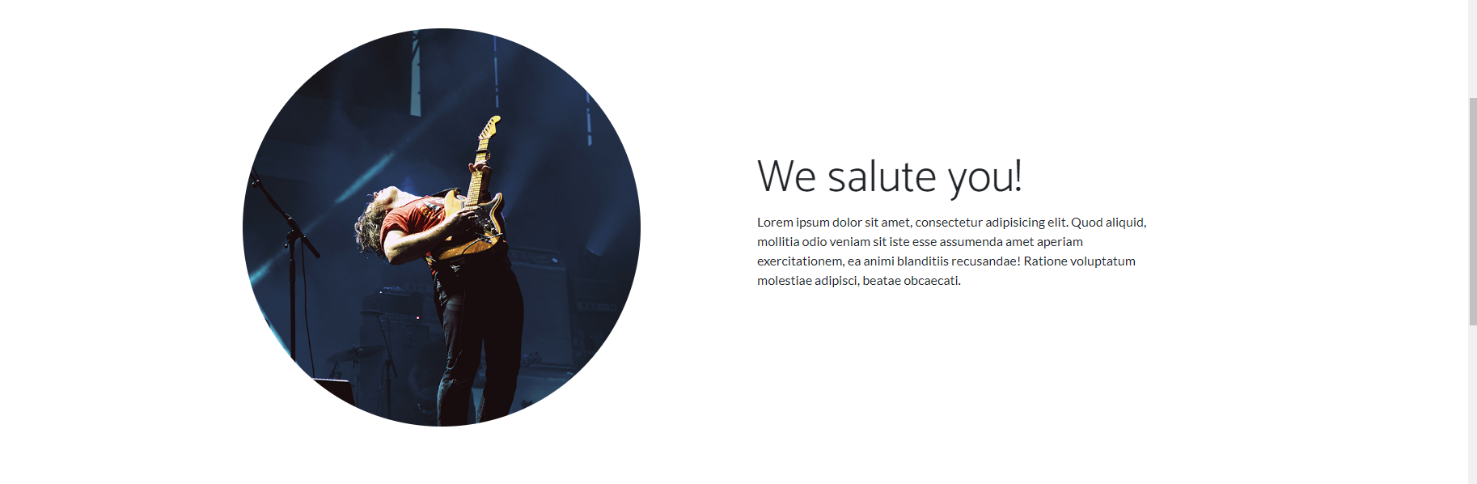 We salute you!
Lorem ipsum dolor sit amet, consectetur adipisicing elit. Quod aliquid,
mollitia odio veniam sit iste esse assumenda amet aperiam
exercitationem, ea animi blanditiis recusandae! Ratione voluptatum
molestiae adipisci, beatae obcaecati.